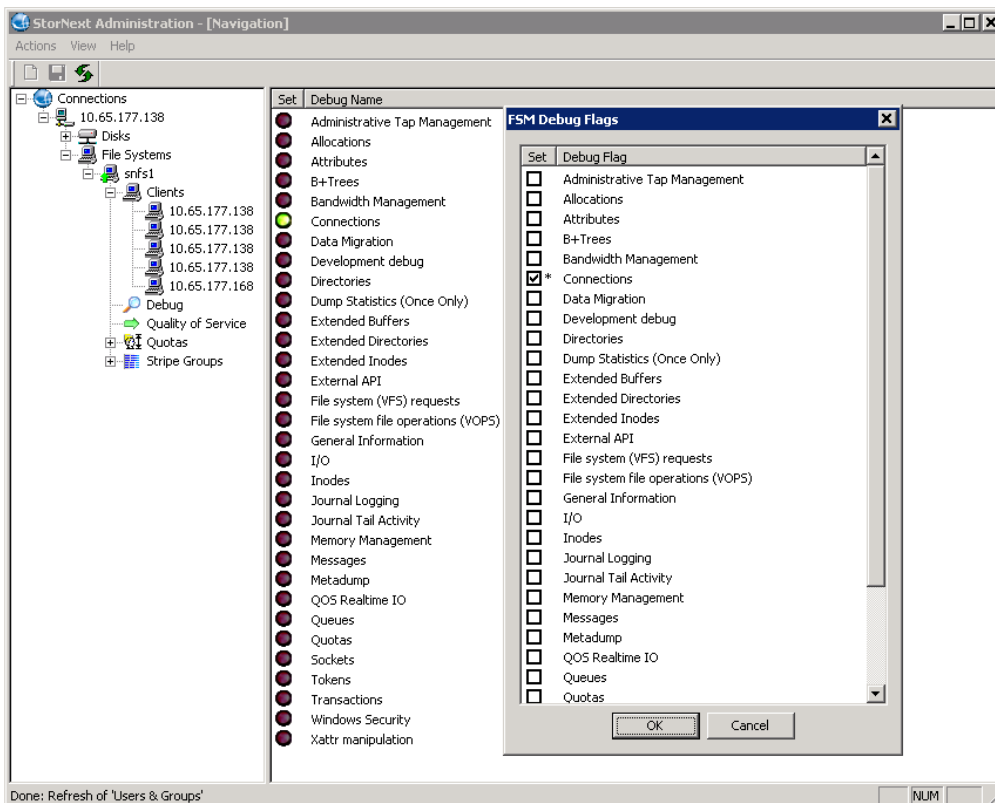 StorNext Administration - [Navigation]
Actions View Help
Connections
10.65.177.138
Disks
File Systems
snfs1
Clients
10.65.177.138
10.65.177.138
10.65.177.138
10.65.177.138
10.65.177.168
Debug
Quality of Service
Quotas
Stripe Groups
Set Debug Name
Administrative Tap Management
Allocations
Attributes
B+Trees
Bandwidth Management
Connections
Data Migration
Development debug
Directories
Dump Statistics (Once Only)
Extended Buffers
Extended Directories
Extended Inodes
External API
File system (VFS) requests
File system file operations (VOPS)
General Information
I/O
Inodes
Journal Logging
Journal Tail Activity
Memory Management
Messages
Metadump
QOS Realtime IO
Queues
Quotas
Sockets
Tokens
Transactions
Windows Security
Xattr manipulation
FSM Debug Flags
Set Debug Flag
Administrative Tap Management
Allocations
Attributes
B+Trees
Bandwidth Management
* Connections
Data Migration
Development debug
Directories
Dump Statistics (Once Only)
Extended Buffers
Extended Directories
Extended Inodes
External API
File system (VFS) requests
File system file operations (VOPS)
General Information
I/O
Inodes
Journal Logging
Journal Tail Activity
Memory Management
Messages
Metadump
QOS Realtime IO
Queues
Quotas
OK Cancel
Done: Refresh of 'Users & Groups' NUM